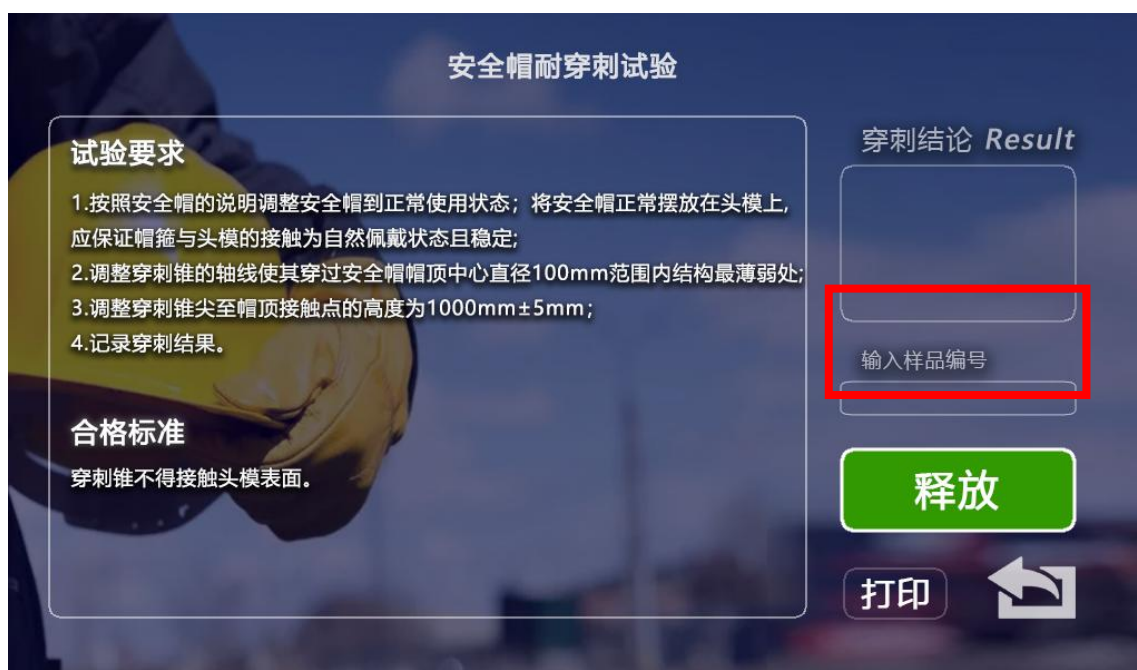 安全帽耐穿刺试验
试验要求
1.按照安全帽的说明调整安全帽到正常使用状态；将安全帽正常摆放在头模上,
应保证帽箍与头模的接触为自然佩戴状态且稳定;
2.调整穿刺锥的轴线使其穿过安全帽帽顶中心直径100mm范围内结构最薄弱处;
3.调整穿刺锥尖至帽顶接触点的高度为1000mm±5mm；
4.记录穿刺结果。
合格标准
穿刺锥不得接触头模表面。
穿刺结论 Result
输入样品编号
释放
打印